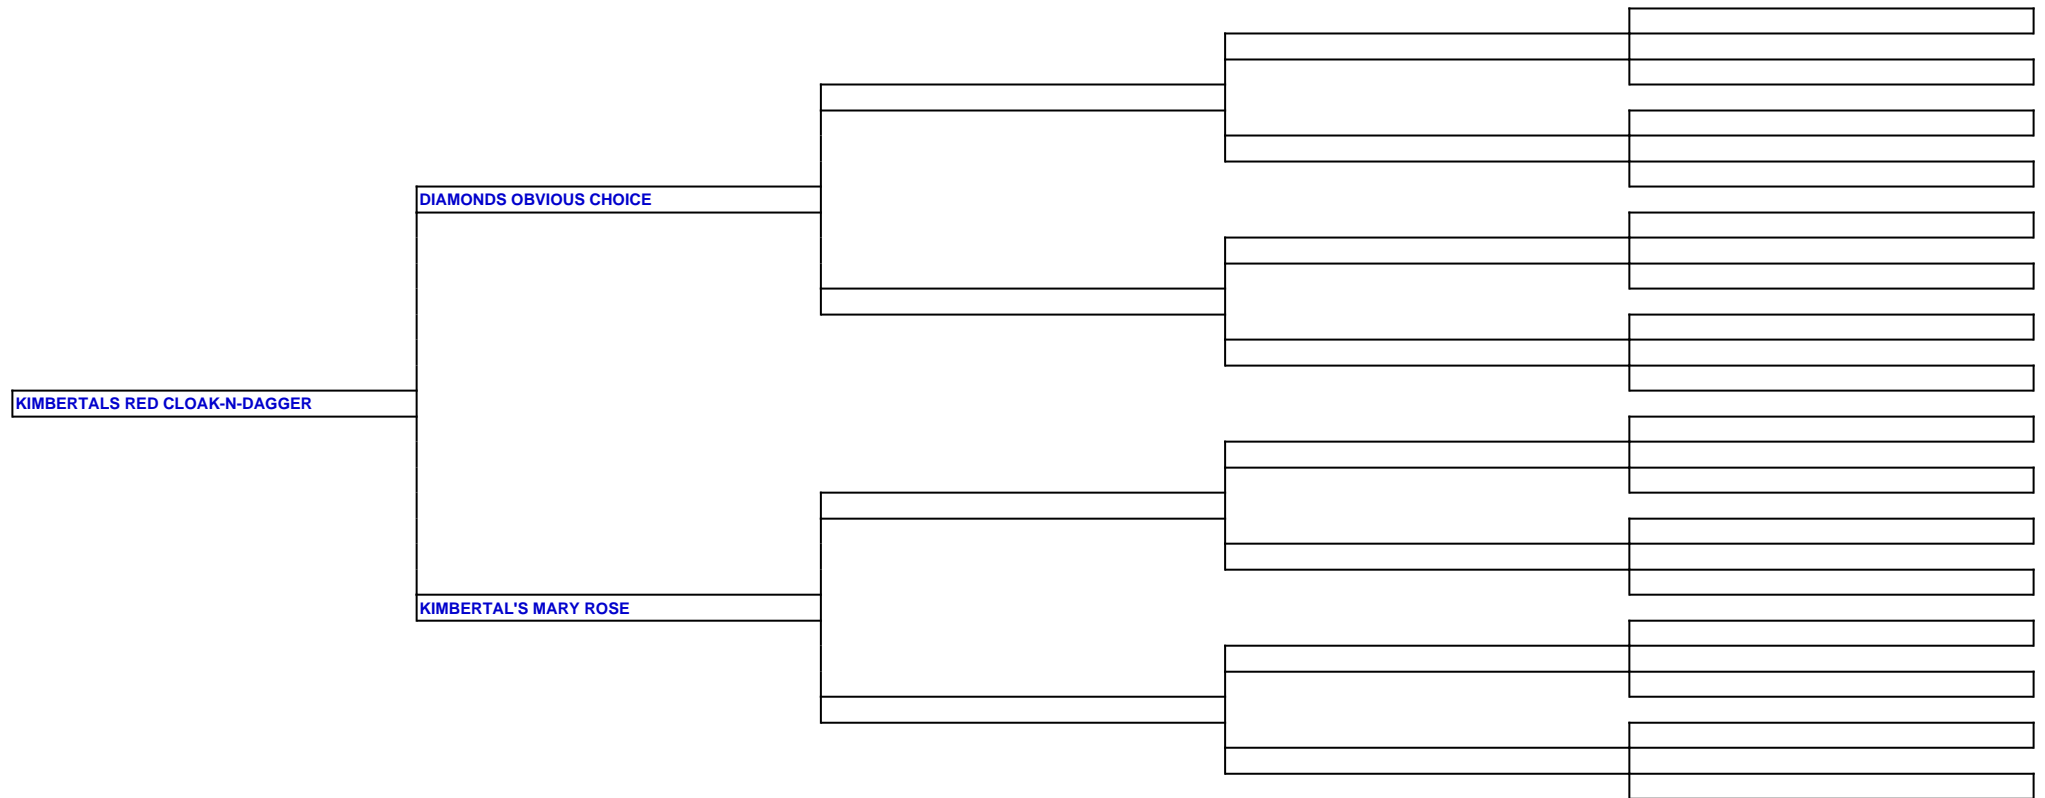 DIAMONDS OBVIOUS CHOICE
KIMBERTALS RED CLOAK-N-DAGGER
KIMBERTAL'S MARY ROSE